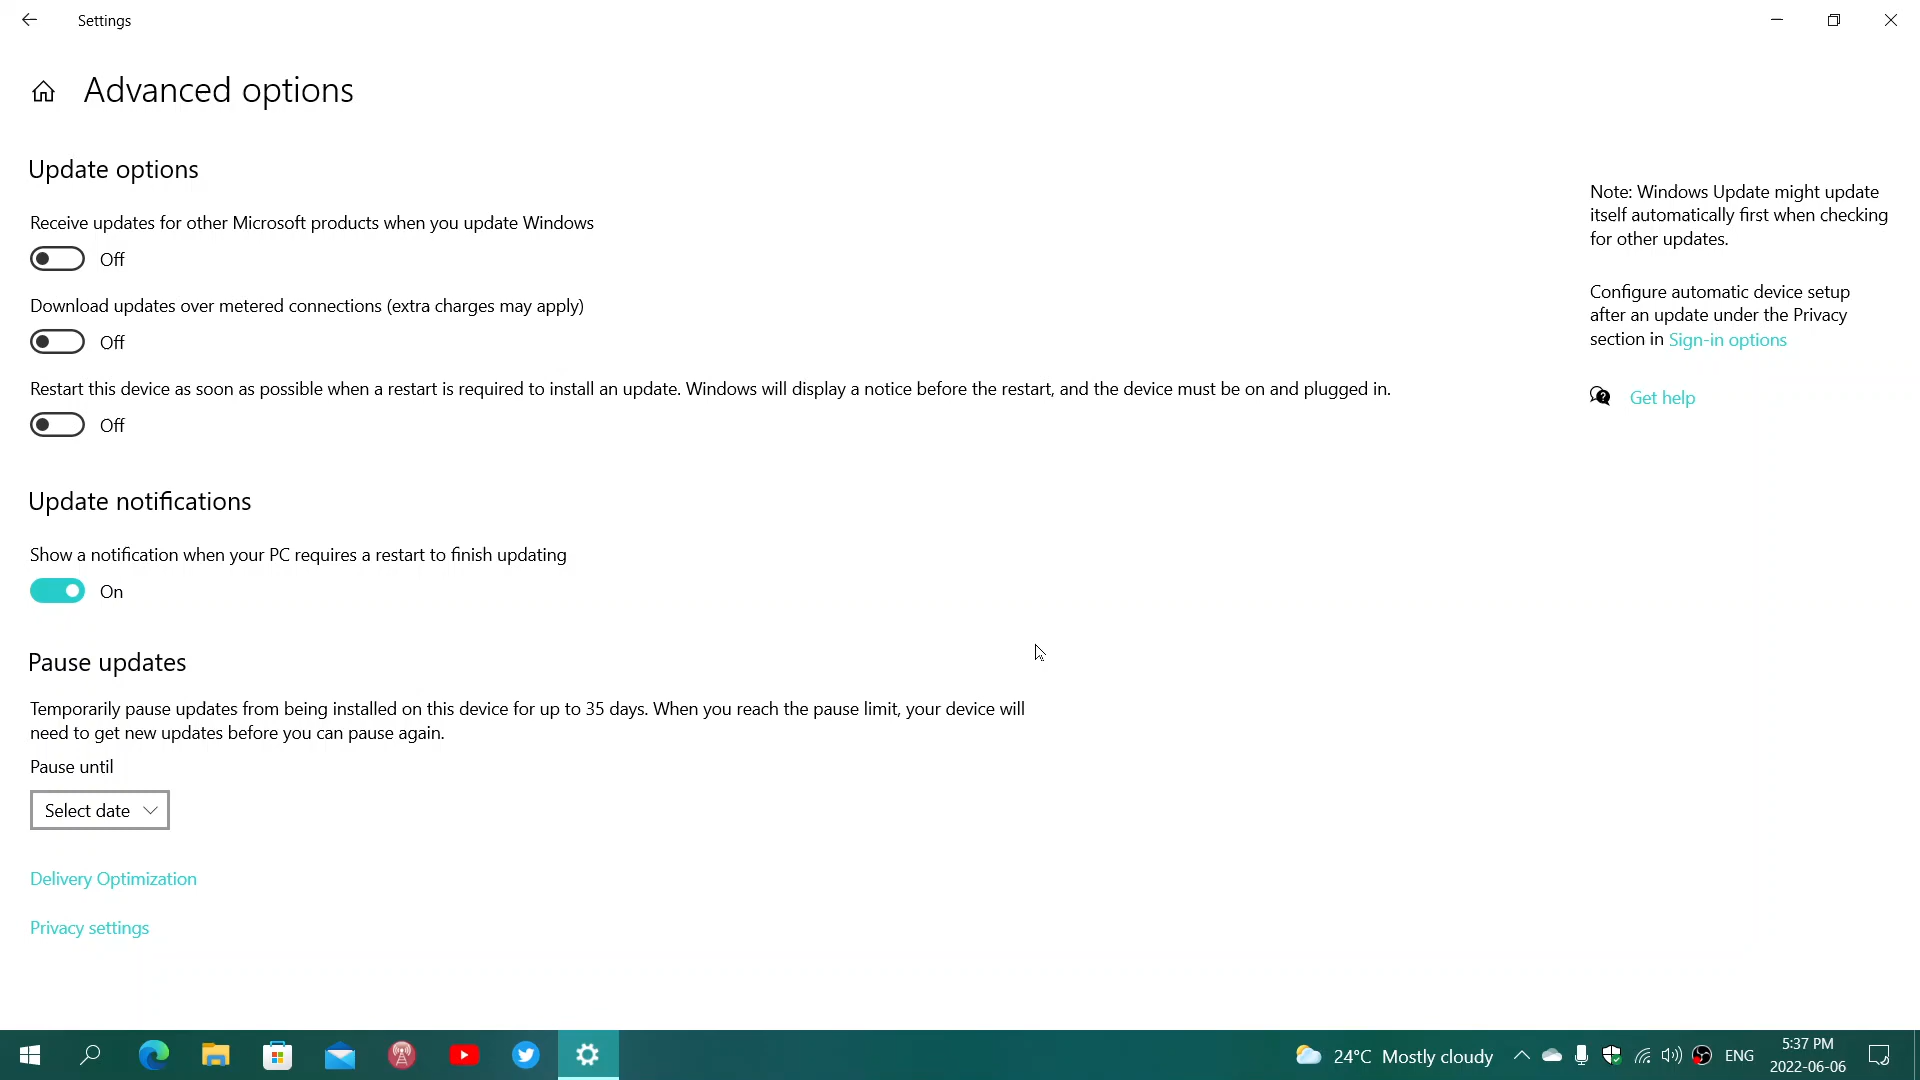 Settings
Advanced options
Update options
Receive updates for other Microsoft products when you update Windows
Off
Download updates over metered connections (extra charges may apply)
Off
Restart this device as soon as possible when a restart is required to install an update. Windows will display a notice before the restart, and the device must be on and plugged in.
Off
Update notifications
Show a notification when your PC requires a restart to finish updating
On
Pause updates
Temporarily pause updates from being installed on this device for up to 35 days. When you reach the pause limit, your device will
need to get new updates before you can pause again.
Pause until
Select date
Delivery Optimization
Privacy settings
Note: Windows Update might update
itself automatically first when checking
for other updates.
Configure automatic device setup
after an update under the Privacy
section in Sign-in options
Get help
24°C Mostly cloudy
ENG
5:37 PM
2022-06-06